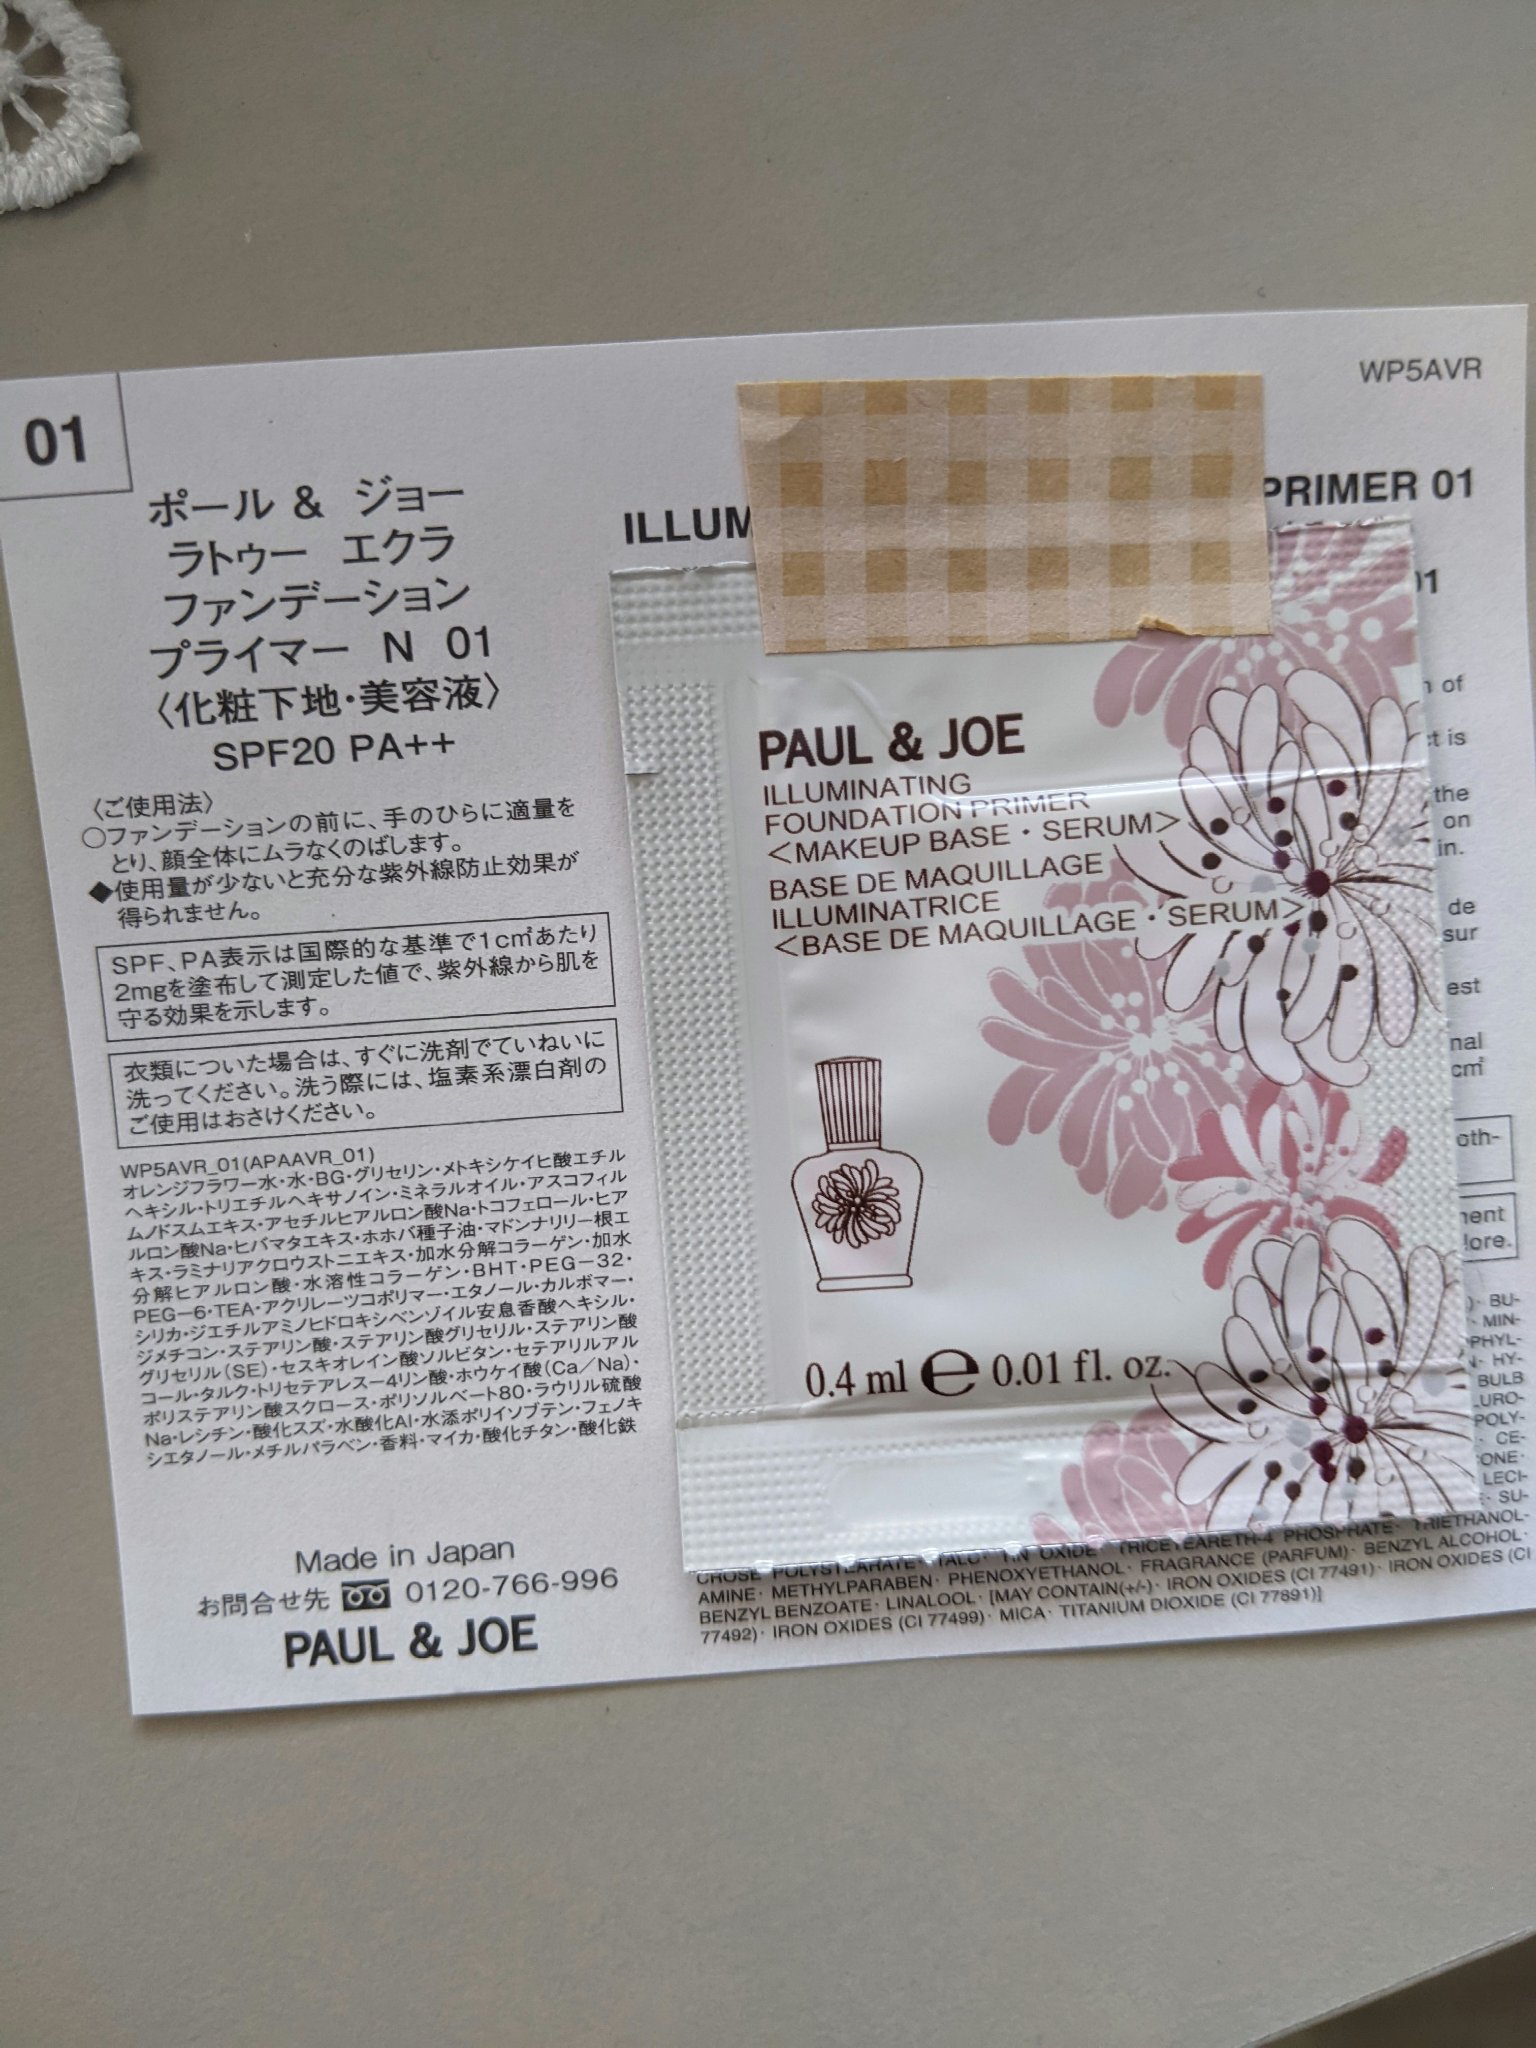 01
ポール & ジョー
ラトゥー エクラ
ファンデーション
プライマー N 01
〈化粧下地・美容液〉
SPF20 PA++
〈ご使用法〉
○ファンデーションの前に、手のひらに適量を
とり、顔全体にムラなくのばします。
◆使用量が少ないと充分な紫外線防止効果が
得られません。
SPF、PA表示は国際的な基準で1c㎡あたり
2mgを塗布して測定した値で、紫外線から肌を
守る効果を示します。
衣類についた場合は、すぐに洗剤でていねいに
洗ってください。洗う際には、塩素系漂白剤の
ご使用はおさけください。
WP5AVR_01(APAAVR_01)
オレンジフラワー水・水・BG・グリセリン・メトキシケイヒ酸エチル
ヘキシル・トリエチルヘキサノイン・ミネラルオイル・アスコフィル
ムノドスムエキス・アセチルヒアルロン酸Na・トコフェロール・ヒア
ルロン酸Na・ヒバマタエキス・ホホバ種子油・マドンナリリー根エ
キス・ラミナリアクロウストニエキス・加水分解コラーゲン・加水
分解ヒアルロン酸・水溶性コラーゲン・BHT・PEG－32・
PEG－6・TEA・アクリレーツコポリマー・エタノール・カルボマー・
シリカ・ジエチルアミノヒドロキシベンゾイル安息香酸ヘキシル・
ジメチコン・ステアリン酸・ステアリン酸グリセリル・ステアリン酸
グリセリル(SE)・セスキオレイン酸ソルビタン・セテアリルアル
コール・タルク・トリセテアレス－4リン酸・ホウケイ酸(Ca／Na)・
ポリステアリン酸スクロース・ポリソルベート80・ラウリル硫酸
Na・レシチン・酸化スズ・水酸化Al・水添ポリイソブテン・フェノキ
シエタノール・メチルパラベン・香料・マイカ・酸化チタン・酸化鉄
Made in Japan
お問合せ先 0120-766-996
PAUL & JOE
WP5AVR
PRIMER 01
01
of
is
the
on
in.
de
sur
est
cm²
PAUL & JOE
ILLUMINATING
FOUNDATION PRIMER
<MAKEUP BASE・SERUM>
BASE DE MAQUILLAGE
ILLUMINATRICE
<BASE DE MAQUILLAGE・SERUM>
0.4 ml ℮ 0.01 fl. oz.
BU-
MIN-
PHYL-
HY-
BULB
URO-
POLY-
CE-
CONE·
LECI-
SU-
CHOSE POLYSTEARATE· TALC· TIN OXIDE· TRICETEARETH-4 PHOSPHATE· TRIETHANOL-
AMINE· METHYLPARABEN· PHENOXYETHANOL· FRAGRANCE (PARFUM)· BENZYL ALCOHOL·
BENZYL BENZOATE· LINALOOL· [MAY CONTAIN(+/-)· IRON OXIDES (CI 77491)· IRON OXIDES (CI
77492)· IRON OXIDES (CI 77499)· MICA· TITANIUM DIOXIDE (CI 77891)]